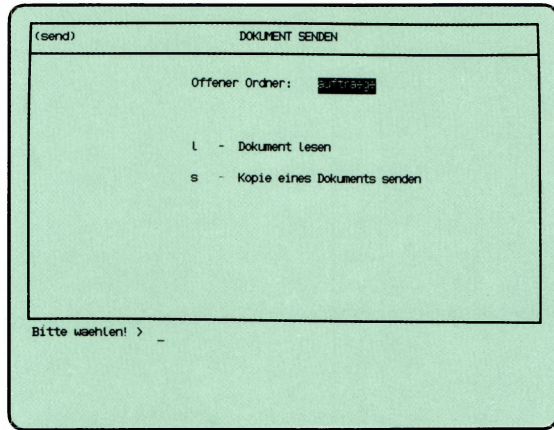 (send) DOKUMENT SENDEN
Offener Ordner: auftraege
l - Dokument lesen
s - Kopie eines Dokuments senden
Bitte waehlen! > _